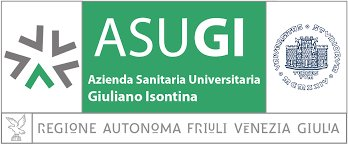 ASUGI
Azienda Sanitaria Universitaria
Giuliano Isontina
REGIONE AUTONOMA FRIULI VENEZIA GIULIA